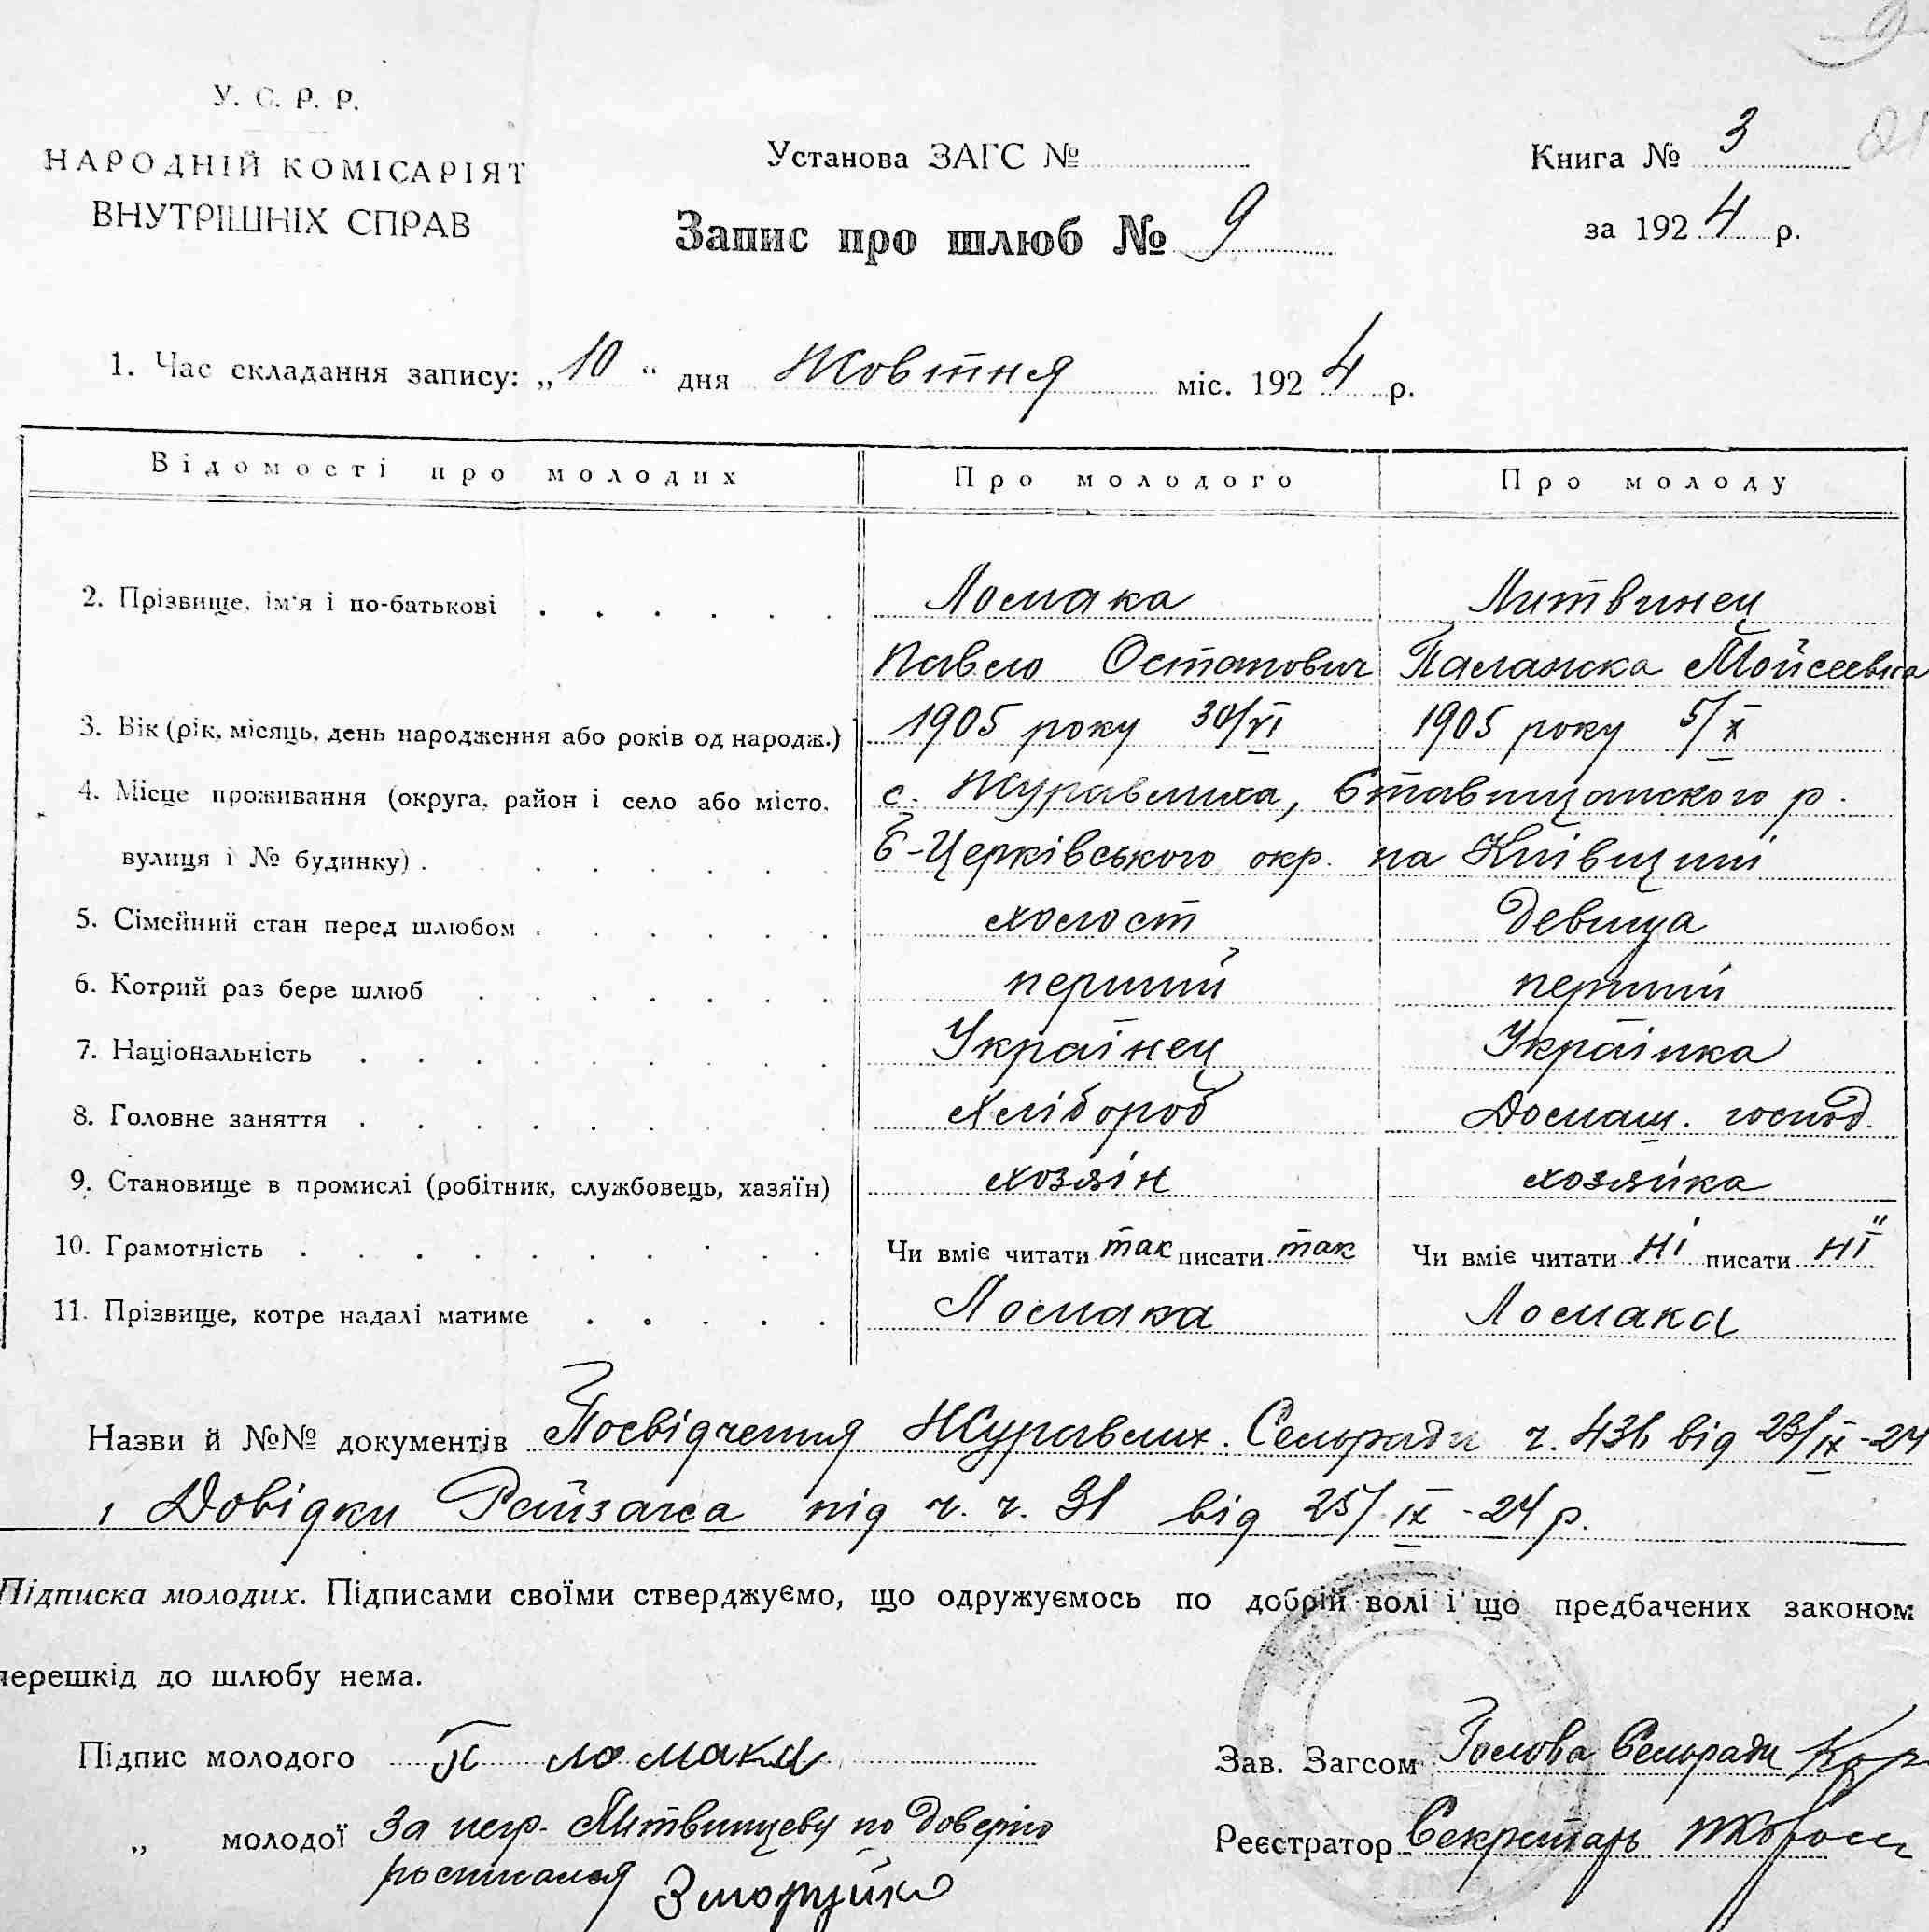 У. С. Р. Р.
НАРОДНІЙ КОМІСАРІЯТ
ВНУТРІШНІХ СПРАВ
Установа ЗАГС №
Запис про шлюб № 9
Книга № 3
за 1924 р.
1. Час складання запису: „10“ дня Жовтня міс. 1924 р.
Відомості про молодих Про молодого Про молоду
2. Прізвище, ім'я і по-батькові Ломака Литвинец
Павло Остапович Палажка Мойсеевна
3. Вік (рік, місяць, день народження або років од народж.) 1905 року 30/VI 1905 року 5/X
4. Місце проживання (округа, район і село або місто, с. Журавлиха, Ставищанского р.
вулиця і № будинку) Б-Церківського окр. на Київщині
5. Сімейний стан перед шлюбом холост девица
6. Котрий раз бере шлюб перший перший
7. Національність Українец Українка
8. Головне заняття хлібороб Домаш. господ.
9. Становище в промислі (робітник, службовець, хазяїн) хозяін хозяйка
10. Грамотність Чи вміє читати так писати так Чи вміє читати ні писати ні
11. Прізвище, котре надалі матиме Ломака Ломака
Назви й №№ документів Посвідчення Журавлих. Сельради ч. 436 від 23/IX-24
і Довідки Райзагса під ч. ч. 31 від 25/IX-24 р.
Підписка молодих. Підписами своїми стверджуємо, що одружуємось по добрій волі і що предбачених законом
перешкід до шлюбу нема.
Підпис молодого П Ломака
Зав. Загсом Голова Сельради
„ молодої За негр. Литвинцеву по доверию
росписался
Реєстратор Секретарь